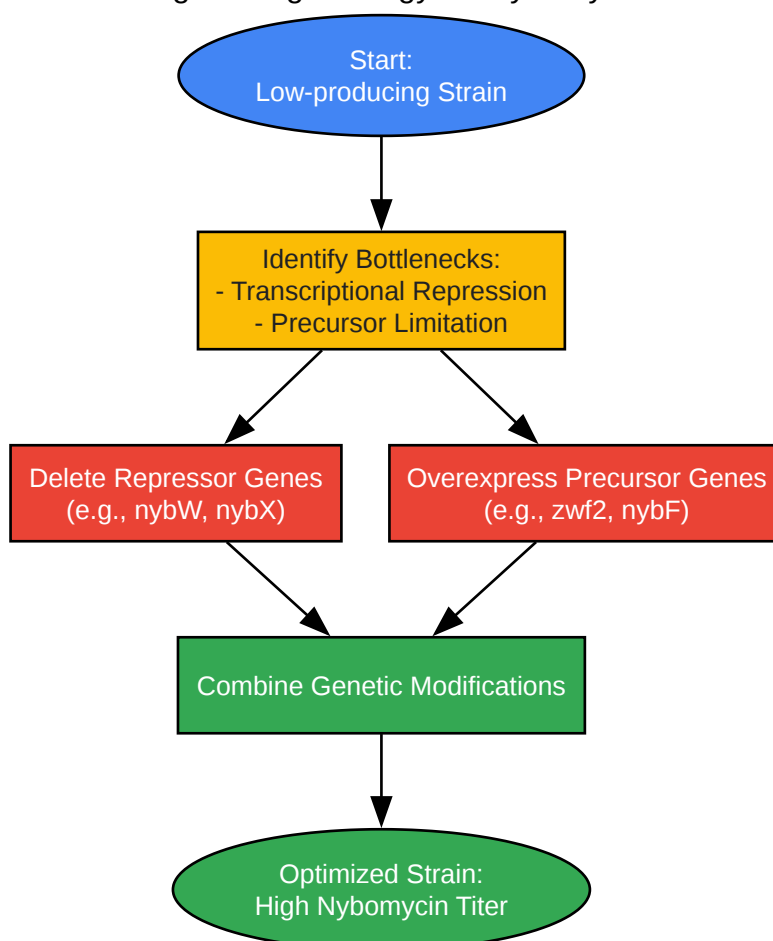 Start:
Low-producing Strain
Identify Bottlenecks:
- Transcriptional Repression
- Precursor Limitation
Delete Repressor Genes
(e.g., nybW, nybX)
Overexpress Precursor Genes
(e.g., zwf2, nybF)
Combine Genetic Modifications
Optimized Strain:
High Nybomycin Titer